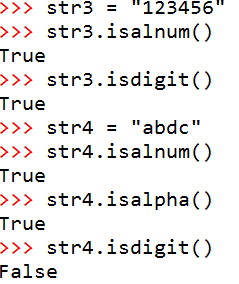 >>> str3 = "123456"
>>> str3.isalnum()
True
>>> str3.isdigit()
True
>>> str4 = "abdc"
>>> str4.isalnum()
True
>>> str4.isalpha()
True
>>> str4.isdigit()
False